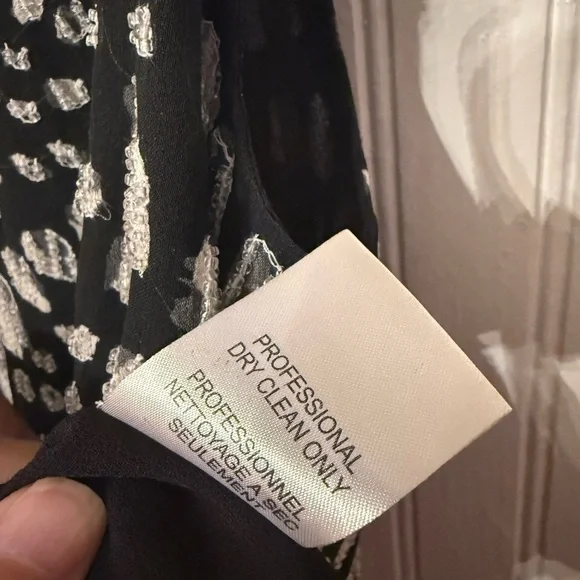 PROFESSIONAL
DRY CLEAN ONLY
PROFESSIONNEL
NETTOYAGE A SEC
SEULEMENT